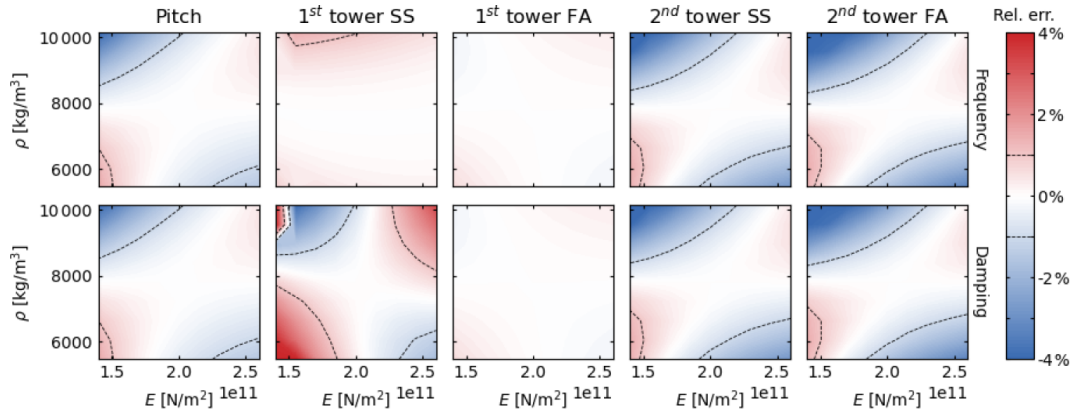 Pitch 1st tower SS 1st tower FA 2nd tower SS 2nd tower FA Rel. err.
10 000
8000
6000
ρ [kg/m³]
Frequency
10 000
8000
6000
ρ [kg/m³]
Damping
4%
2%
0%
-2%
-4%
1.5 2.0 2.5 1.5 2.0 2.5 1.5 2.0 2.5 1.5 2.0 2.5 1.5 2.0 2.5
E [N/m²] 1e11 E [N/m²] 1e11 E [N/m²] 1e11 E [N/m²] 1e11 E [N/m²] 1e11